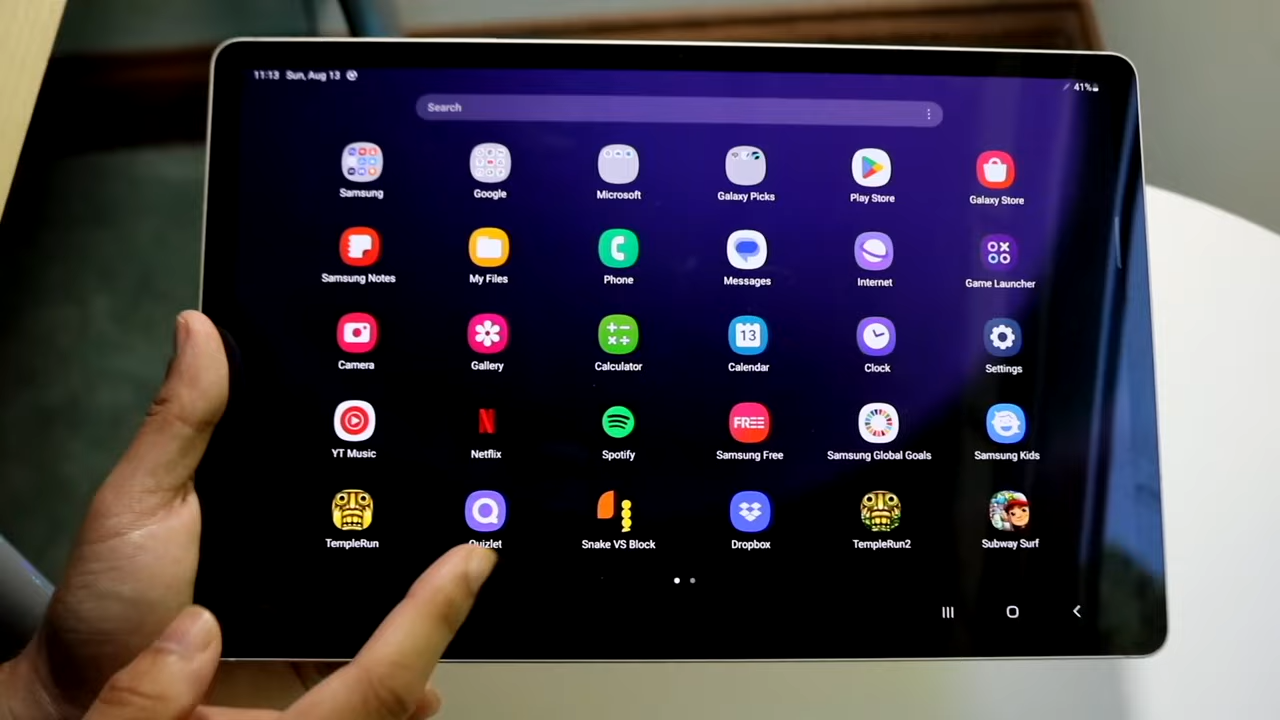 11:13 Sun, Aug 13
41%
Search
Samsung
Google
Microsoft
Galaxy Picks
Play Store
Galaxy Store
Samsung Notes
My Files
Phone
Messages
Internet
Game Launcher
Camera
Gallery
Calculator
13
Calendar
Clock
Settings
YT Music
N
Netflix
Spotify
FREE
Samsung Free
Samsung Global Goals
Samsung Kids
TempleRun
Quizlet
Snake VS Block
Dropbox
TempleRun2
Subway Surf